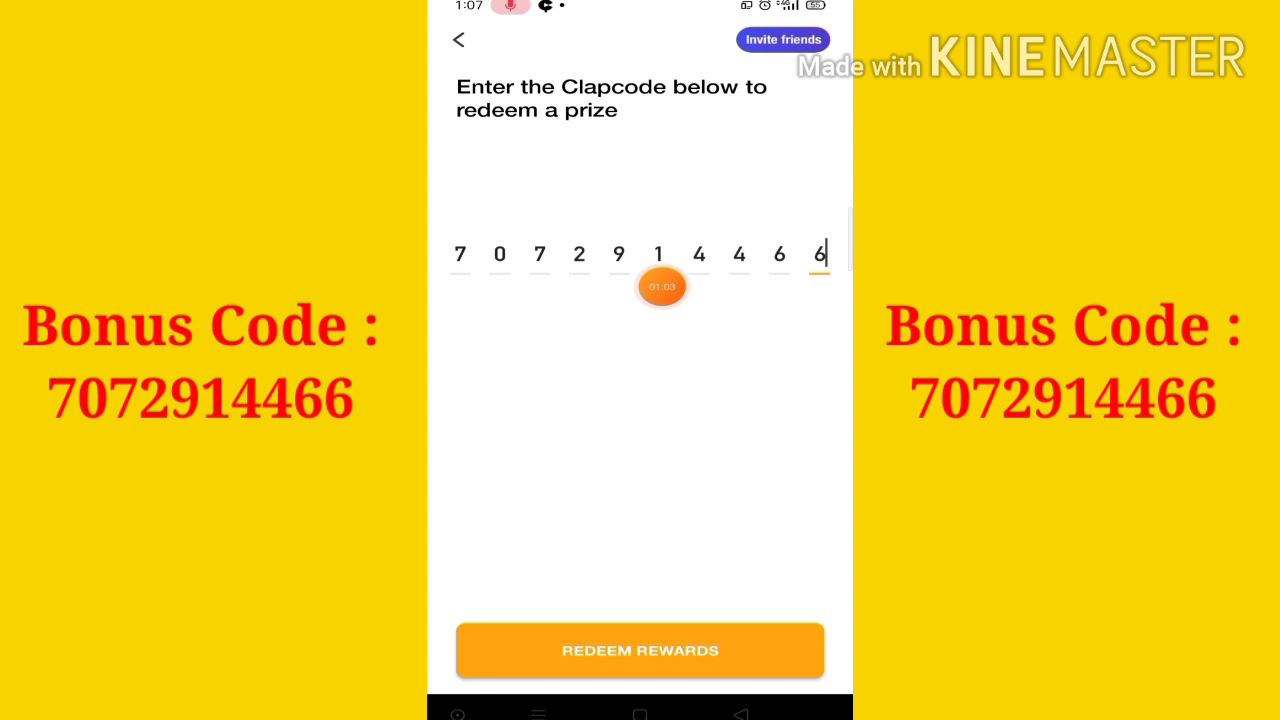 1:07
55
Invite friends
Made with KINEMASTER
Enter the Clapcode below to
redeem a prize
7 0 7 2 9 1 4 4 6 6
01:03
Bonus Code :
7072914466
Bonus Code :
7072914466
REDEEM REWARDS